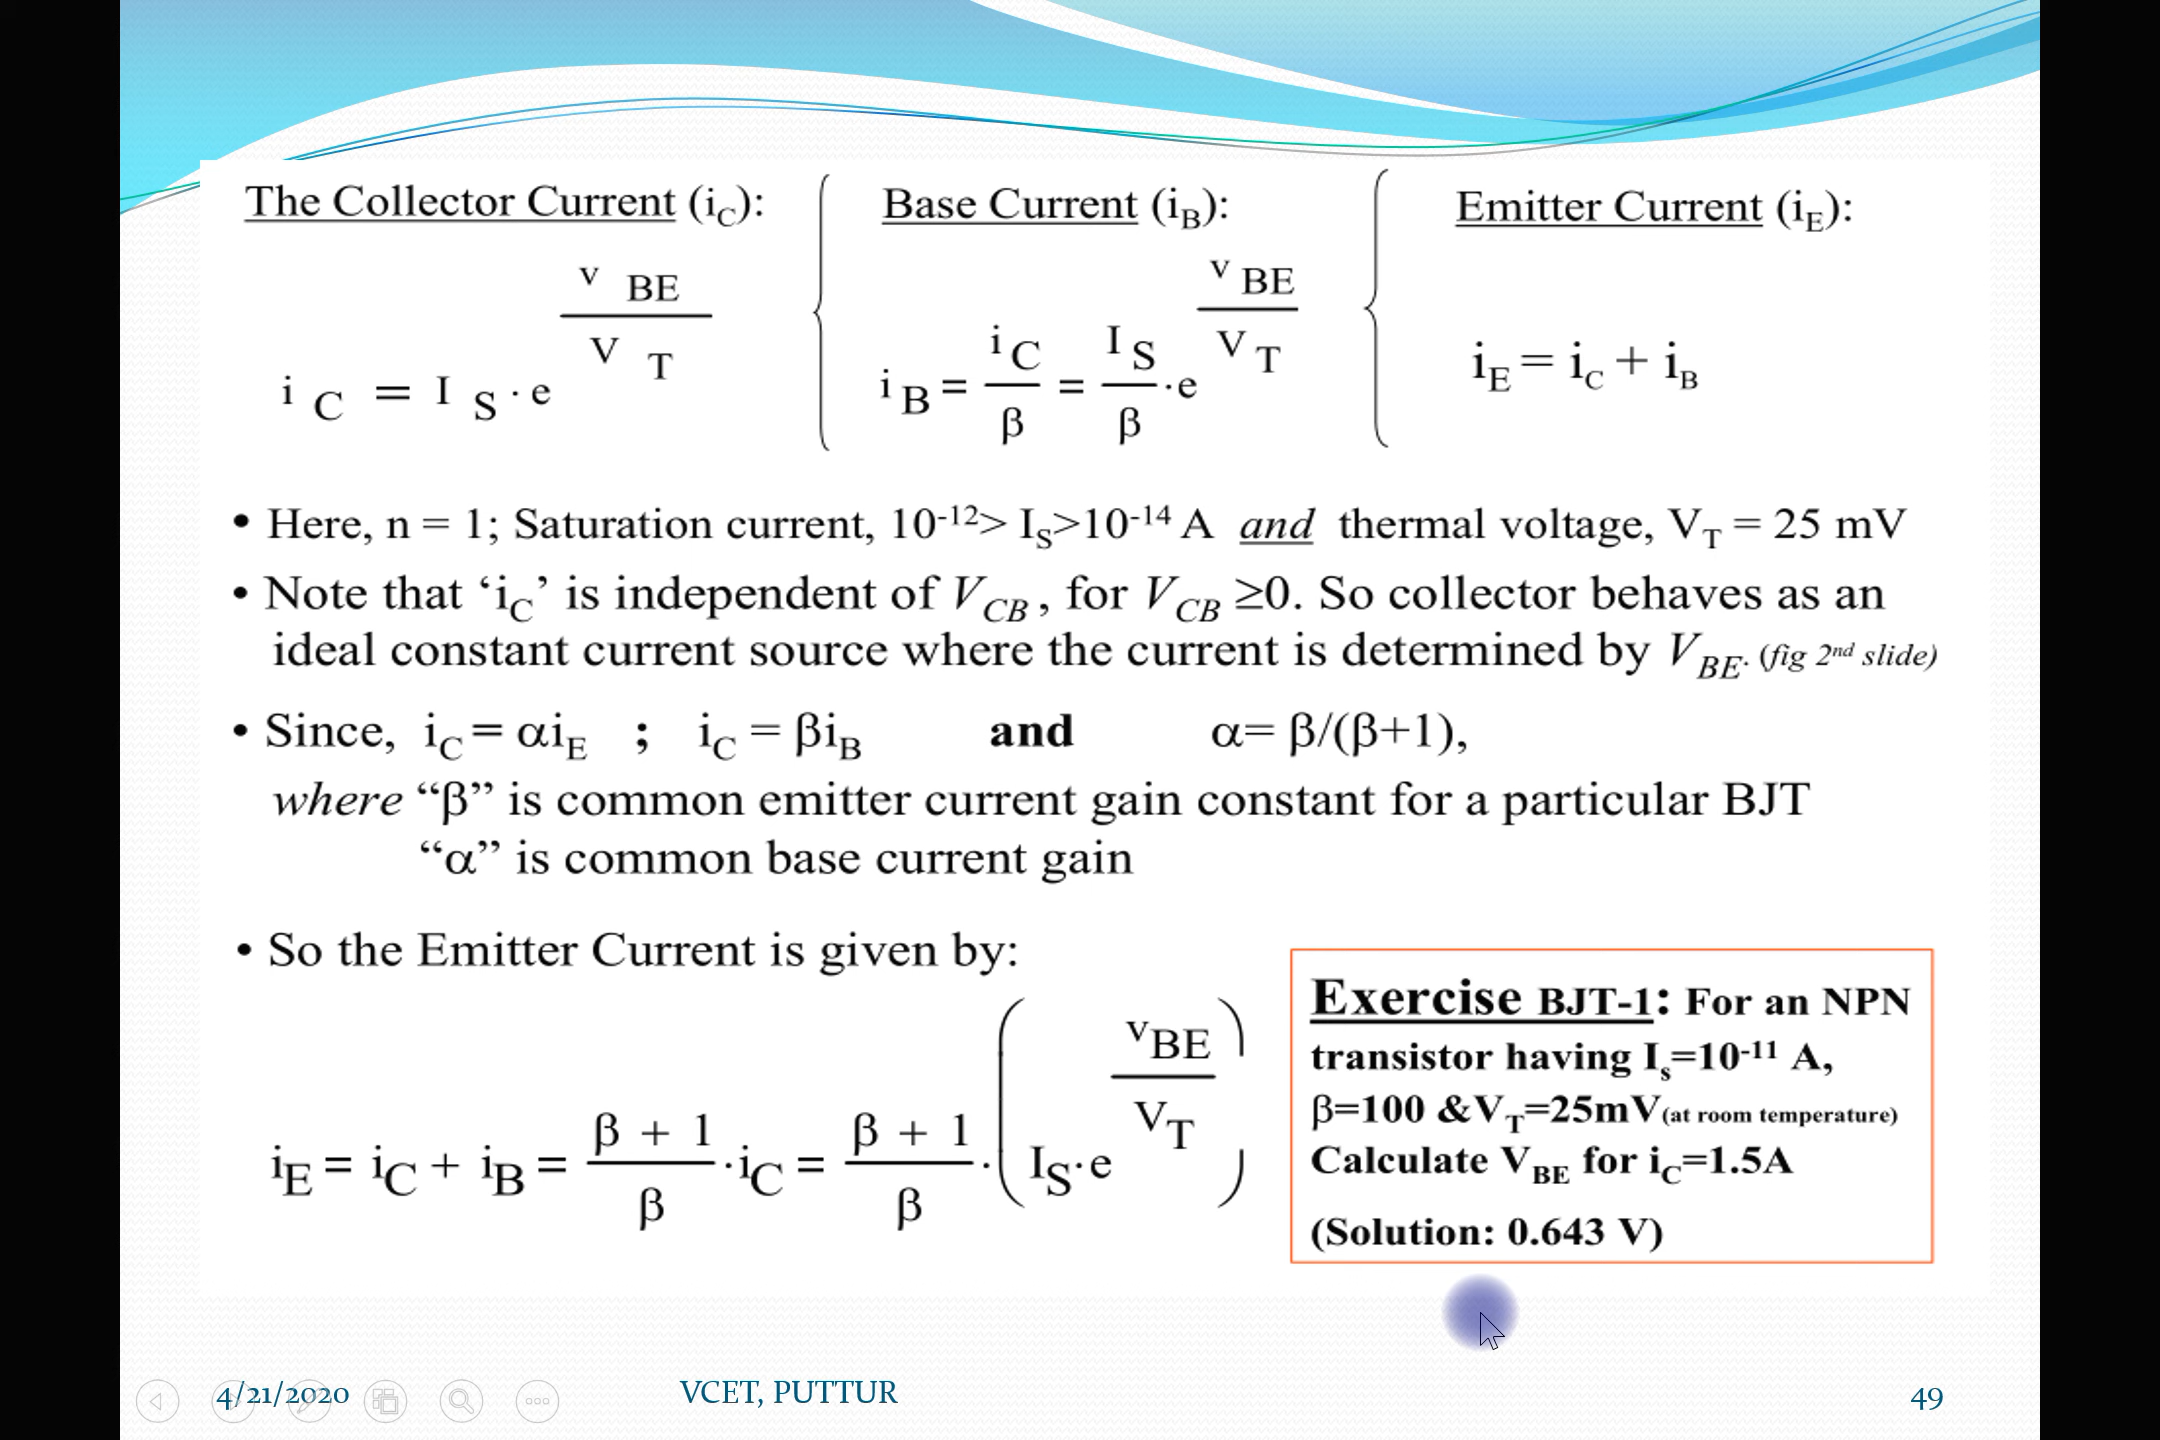 The Collector Current (iC):
iC = IS·e^(vBE/VT)
Base Current (iB):
iB = iC/β = IS/β·e^(vBE/VT)
Emitter Current (iE):
iE = iC + iB
• Here, n = 1; Saturation current, 10⁻¹²> IS>10⁻¹⁴ A and thermal voltage, VT = 25 mV
• Note that ‘iC’ is independent of VCB, for VCB ≥0. So collector behaves as an
ideal constant current source where the current is determined by VBE. (fig 2nd slide)
• Since, iC = αiE ; iC = βiB and α= β/(β+1),
where “β” is common emitter current gain constant for a particular BJT
“α” is common base current gain
• So the Emitter Current is given by:
iE = iC + iB = (β + 1)/β·iC = (β + 1)/β·(IS·e^(vBE/VT))
Exercise BJT-1: For an NPN
transistor having Is=10⁻¹¹ A,
β=100 &VT=25mV(at room temperature)
Calculate VBE for iC=1.5A
(Solution: 0.643 V)
4/21/2020
VCET, PUTTUR
49